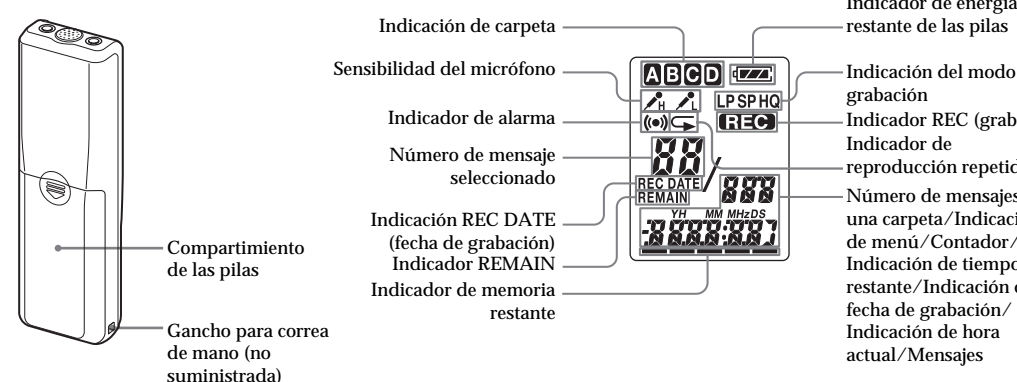 Compartimiento
de las pilas
Gancho para correa
de mano (no
suministrada)
Indicación de carpeta
Sensibilidad del micrófono
Indicador de alarma
Número de mensaje
seleccionado
Indicación REC DATE
(fecha de grabación)
Indicador REMAIN
Indicador de memoria
restante
ABCD
H L
LP SP HQ
REC
REC DATE
REMAIN
YH MM MHzDS
Indicador de energía
restante de las pilas
Indicación del modo
grabación
Indicador REC
Indicador de
reproducción
Número de mensajes
una carpeta/
de menú/Contador/
Indicación de tiempo
restante/Indicación
fecha de grabación/
Indicación de hora
actual/Mensajes